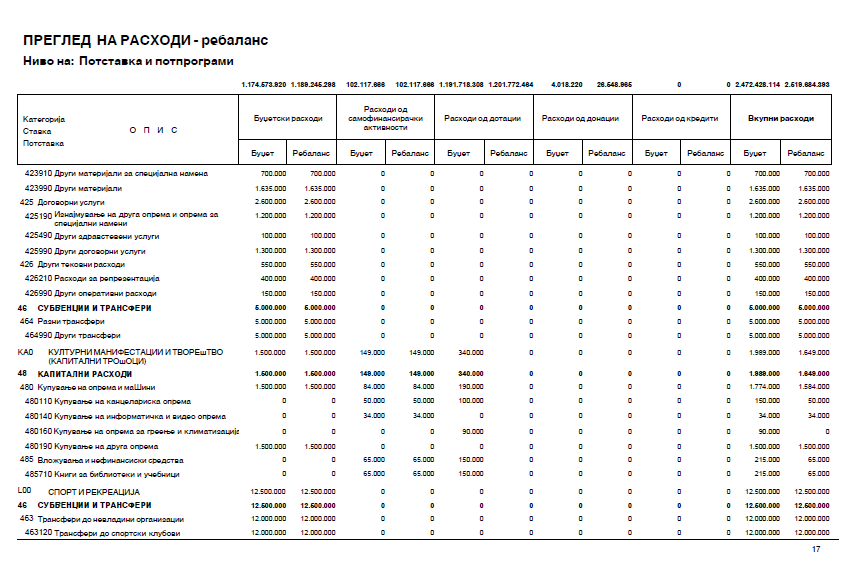 ПРЕГЛЕД НА РАСХОДИ - ребаланс
Ниво на: Потставка и потпрограми
1.174.573.920 1.189.245.298 102.117.666 102.117.666 1.191.718.308 1.201.772.464 4.018.220 26.548.965 0 0 2.472.428.114 2.519.684.393
Категорија
Ставка
Потставка
О П И С
Буџетски расходи
Расходи од
самофинансирачки
активности
Расходи од дотации
Расходи од донации
Расходи од кредити
Вкупни расходи
Буџет Ребаланс Буџет Ребаланс Буџет Ребаланс Буџет Ребаланс Буџет Ребаланс Буџет Ребаланс
423910 Други материјали за специјална намена 700.000 700.000 0 0 0 0 0 0 0 0 700.000 700.000
423990 Други материјали 1.635.000 1.635.000 0 0 0 0 0 0 0 0 1.635.000 1.635.000
425 Договорни услуги 2.600.000 2.600.000 0 0 0 0 0 0 0 0 2.600.000 2.600.000
425190 Изнајмување на друга опрема и опрема за
специјални намени 1.200.000 1.200.000 0 0 0 0 0 0 0 0 1.200.000 1.200.000
425490 Други здравствени услуги 100.000 100.000 0 0 0 0 0 0 0 0 100.000 100.000
425990 Други договорни услуги 1.300.000 1.300.000 0 0 0 0 0 0 0 0 1.300.000 1.300.000
426 Други тековни расходи 550.000 550.000 0 0 0 0 0 0 0 0 550.000 550.000
426210 Расходи за репрезентација 400.000 400.000 0 0 0 0 0 0 0 0 400.000 400.000
426990 Други оперативни расходи 150.000 150.000 0 0 0 0 0 0 0 0 150.000 150.000
46 СУБВЕНЦИИ И ТРАНСФЕРИ 5.000.000 5.000.000 0 0 0 0 0 0 0 0 5.000.000 5.000.000
464 Разни трансфери 5.000.000 5.000.000 0 0 0 0 0 0 0 0 5.000.000 5.000.000
464990 Други трансфери 5.000.000 5.000.000 0 0 0 0 0 0 0 0 5.000.000 5.000.000
КА0 КУЛТУРНИ МАНИФЕСТАЦИИ И ТВОРЕшТВО
(КАПИТАЛНИ ТРОшОЦИ) 1.500.000 1.500.000 149.000 149.000 340.000 0 0 0 0 0 1.989.000 1.649.000
48 КАПИТАЛНИ РАСХОДИ 1.500.000 1.500.000 149.000 149.000 340.000 0 0 0 0 0 1.989.000 1.649.000
480 Купување на опрема и маШини 1.500.000 1.500.000 84.000 84.000 190.000 0 0 0 0 0 1.774.000 1.584.000
480110 Купување на канцелариска опрема 0 0 50.000 50.000 100.000 0 0 0 0 0 150.000 50.000
480140 Купување на информатичка и видео опрема 0 0 34.000 34.000 0 0 0 0 0 0 34.000 34.000
480160 Купување на опрема за греење и климатизација 0 0 0 0 90.000 0 0 0 0 0 90.000 0
480190 Купување на друга опрема 1.500.000 1.500.000 0 0 0 0 0 0 0 0 1.500.000 1.500.000
485 Вложувања и нефинансиски средства 0 0 65.000 65.000 150.000 0 0 0 0 0 215.000 65.000
485710 Книги за библиотеки и учебници 0 0 65.000 65.000 150.000 0 0 0 0 0 215.000 65.000
L00 СПОРТ И РЕКРЕАЦИЈА 12.500.000 12.500.000 0 0 0 0 0 0 0 0 12.500.000 12.500.000
46 СУБВЕНЦИИ И ТРАНСФЕРИ 12.500.000 12.500.000 0 0 0 0 0 0 0 0 12.500.000 12.500.000
463 Трансфери до невладини организации 12.000.000 12.000.000 0 0 0 0 0 0 0 0 12.000.000 12.000.000
463120 Трансфери до спортски клубови 12.000.000 12.000.000 0 0 0 0 0 0 0 0 12.000.000 12.000.000
17